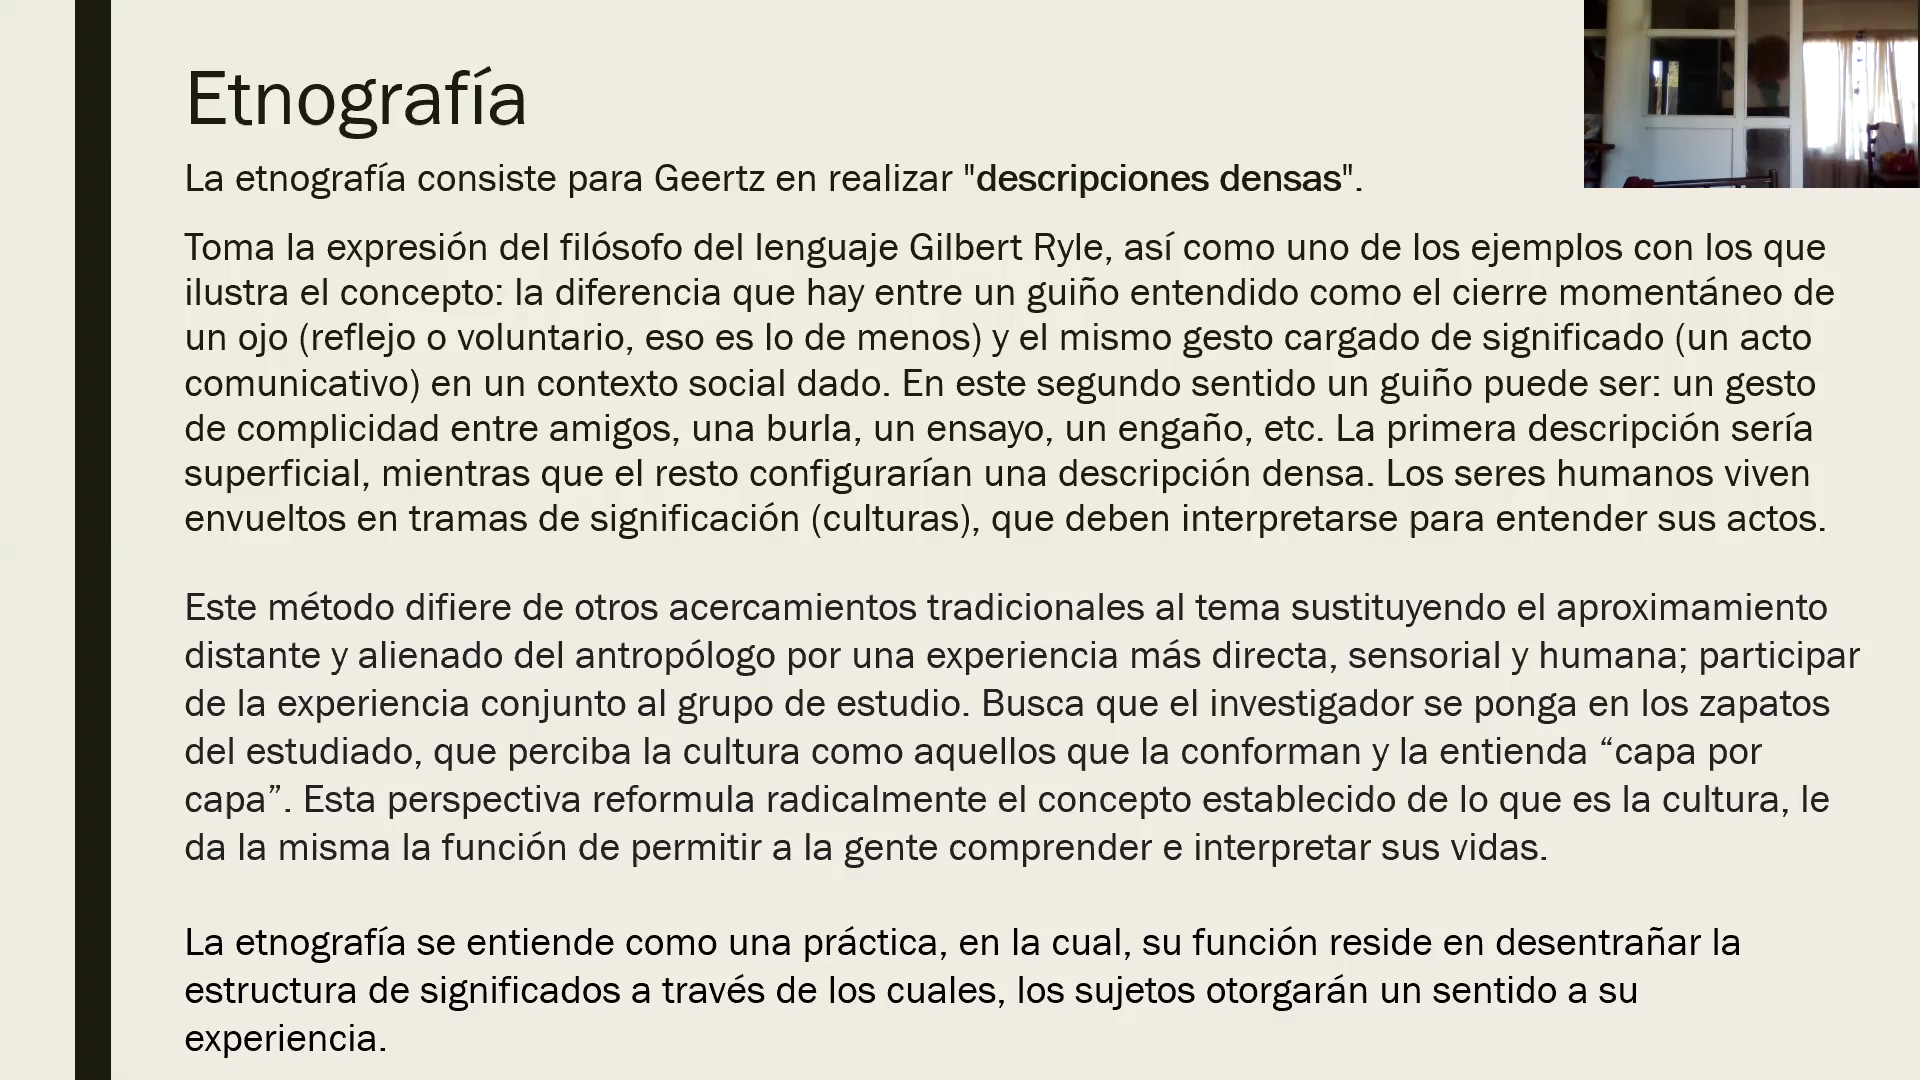 Etnografía
La etnografía consiste para Geertz en realizar "descripciones densas".
Toma la expresión del filósofo del lenguaje Gilbert Ryle, así como uno de los ejemplos con los que
ilustra el concepto: la diferencia que hay entre un guiño entendido como el cierre momentáneo de
un ojo (reflejo o voluntario, eso es lo de menos) y el mismo gesto cargado de significado (un acto
comunicativo) en un contexto social dado. En este segundo sentido un guiño puede ser: un gesto
de complicidad entre amigos, una burla, un ensayo, un engaño, etc. La primera descripción sería
superficial, mientras que el resto configurarían una descripción densa. Los seres humanos viven
envueltos en tramas de significación (culturas), que deben interpretarse para entender sus actos.
Este método difiere de otros acercamientos tradicionales al tema sustituyendo el aproximamiento
distante y alienado del antropólogo por una experiencia más directa, sensorial y humana; participar
de la experiencia conjunto al grupo de estudio. Busca que el investigador se ponga en los zapatos
del estudiado, que perciba la cultura como aquellos que la conforman y la entienda “capa por
capa”. Esta perspectiva reformula radicalmente el concepto establecido de lo que es la cultura, le
da la misma la función de permitir a la gente comprender e interpretar sus vidas.
La etnografía se entiende como una práctica, en la cual, su función reside en desentrañar la
estructura de significados a través de los cuales, los sujetos otorgarán un sentido a su
experiencia.